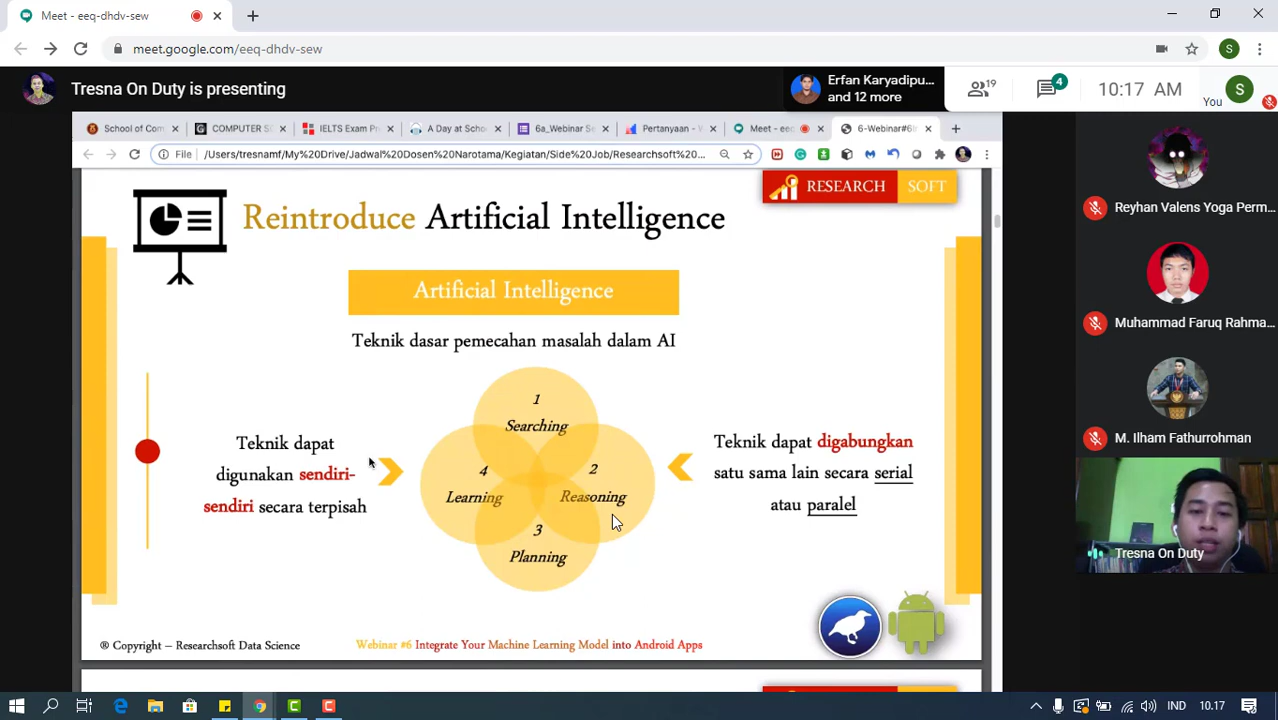 Meet - eeq-dhdv-sew
meet.google.com/eeq-dhdv-sew
S
Tresna On Duty is presenting
Erfan Karyadipu...
and 12 more
19
4
10:17 AM
You
S
School of Com
COMPUTER S
IELTS Exam Pr
A Day at Scho
6a_Webinar Se
Pertanyaan - W
Meet - eec
6-Webinar#6I
File
/Users/tresnamf/My%20Drive/Jadwal%20Dosen%20Narotama/Kegiatan/Side%20Job/Researchsoft%20...
RESEARCH SOFT
Reintroduce Artificial Intelligence
Artificial Intelligence
Teknik dasar pemecahan masalah dalam AI
1
Searching
Teknik dapat
digunakan sendiri-
sendiri secara terpisah
4
Learning
2
Reasoning
3
Planning
Teknik dapat digabungkan
satu sama lain secara serial
atau paralel
® Copyright – Researchsoft Data Science
Webinar #6 Integrate Your Machine Learning Model into Android Apps
Reyhan Valens Yoga Perm...
Muhammad Faruq Rahma...
M. Ilham Fathurrohman
Tresna On Duty
IND
10.17